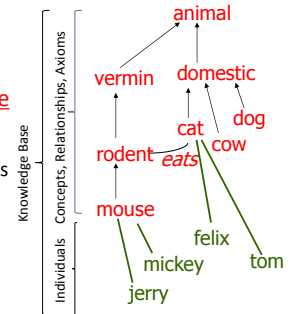 animal
vermin
domestic
e
dog
cat
cow
rodent
eats
s
mouse
felix
tom
mickey
jerry
Knowledge Base
Concepts, Relationships, Axioms
Individuals